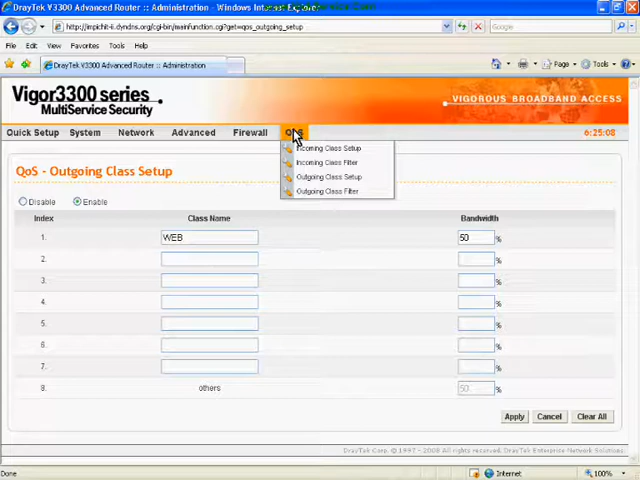 DrayTek V3300 Advanced Router :: Administration - Windows Internet Explorer
http://impichit-ii.dyndns.org/cgi-bin/mainfunction.cgi?get=qos_outgoing_setup
Google
File Edit View Favorites Tools Help
DrayTek V3300 Advanced Router :: Administration
Page Tools
Vigor3300 series
MultiService Security
VIGOROUS BROADBAND ACCESS
Quick Setup System Network Advanced Firewall QoS 6:25:08
Incoming Class Setup
Incoming Class Filter
Outgoing Class Setup
Outgoing Class Filter
QoS - Outgoing Class Setup
Disable Enable
Index Class Name Bandwidth
1. WEB 50 %
2. %
3. %
4. %
5. %
6. %
7. %
8. others 50 %
Apply Cancel Clear All
DrayTek Corp. © 1997 - 2008 All rights reserved. DrayTek Enterprise Network Solutions.
Done Internet 100%